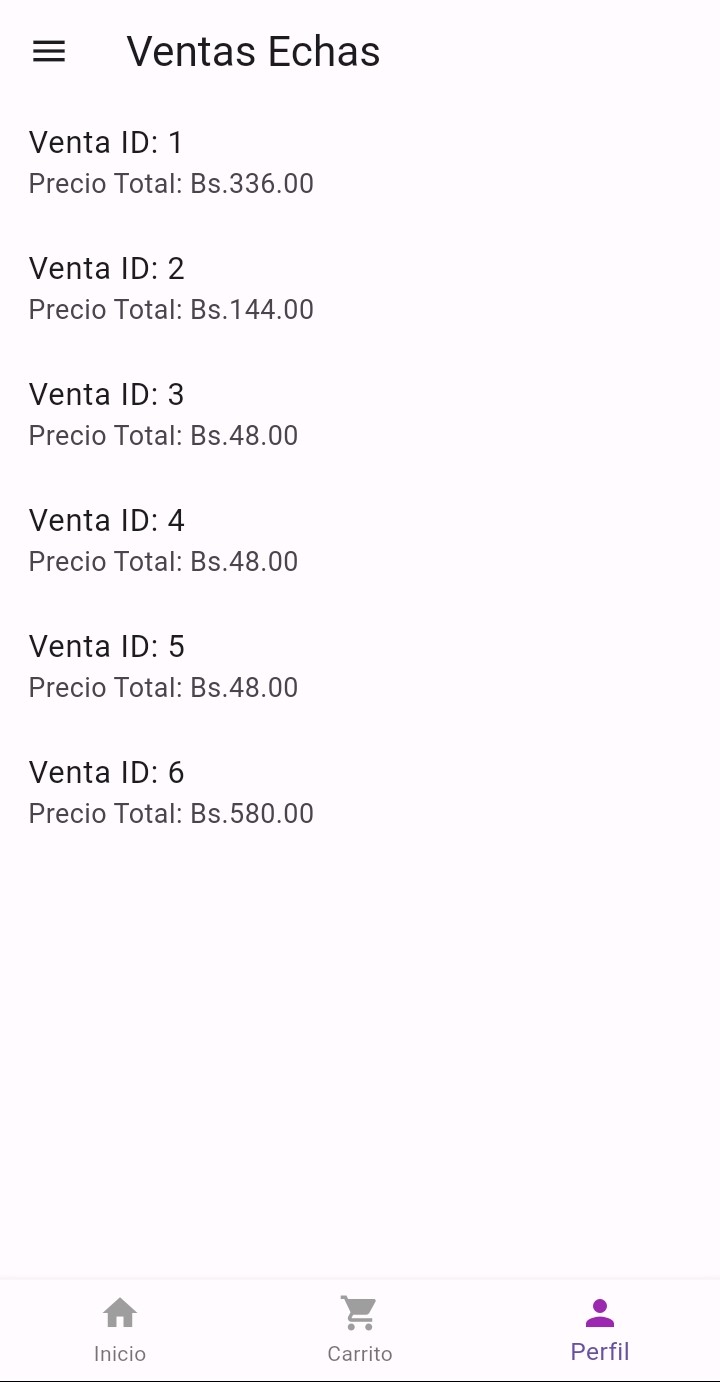 Ventas Echas
Venta ID: 1
Precio Total: Bs.336.00
Venta ID: 2
Precio Total: Bs.144.00
Venta ID: 3
Precio Total: Bs.48.00
Venta ID: 4
Precio Total: Bs.48.00
Venta ID: 5
Precio Total: Bs.48.00
Venta ID: 6
Precio Total: Bs.580.00
Inicio
Carrito
Perfil